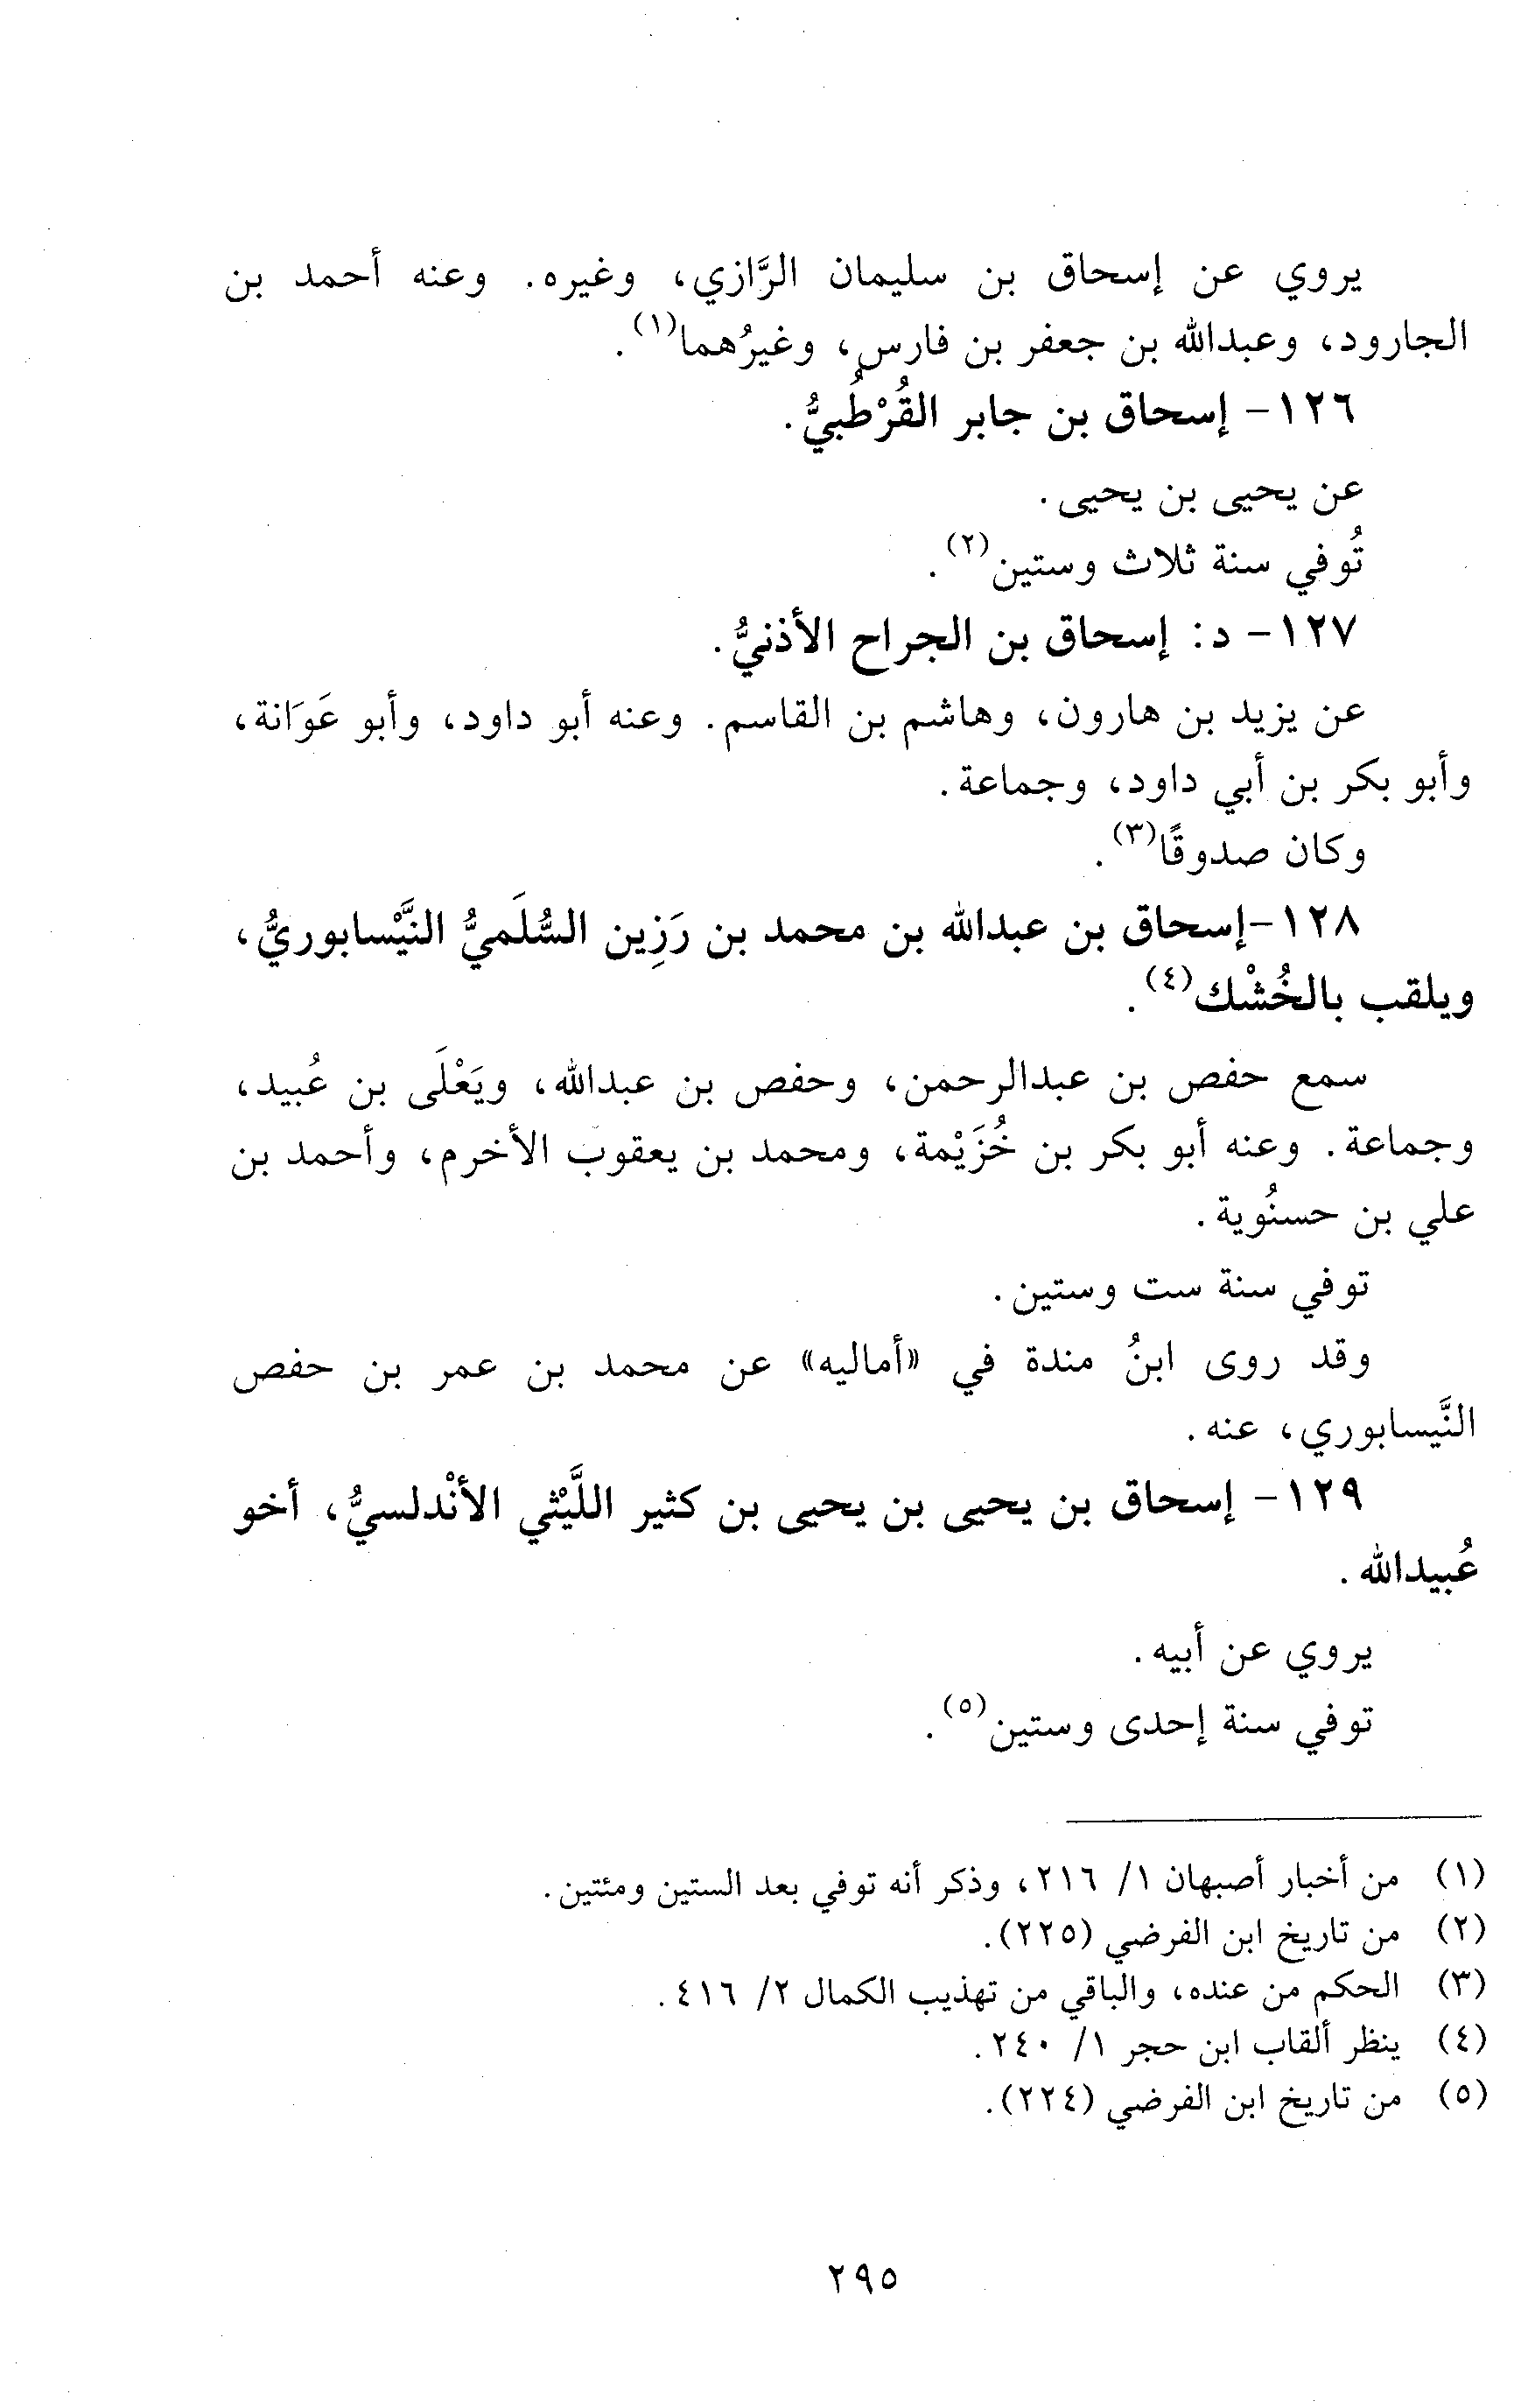 يروي عن إسحاق بن سليمان الرَّازي، وغيره. وعنه أحمد بن
الجارود، وعبدالله بن جعفر بن فارس، وغيرُهما(١).
١٢٦- إسحاق بن جابر القُرْطُبيُّ.
عن يحيى بن يحيى.
تُوفي سنة ثلاث وستين(٢).
١٢٧- د: إسحاق بن الجراح الأذنيُّ.
عن يزيد بن هارون، وهاشم بن القاسم. وعنه أبو داود، وأبو عَوَانة،
وأبو بكر بن أبي داود، وجماعة.
وكان صدوقًا(٣).
١٢٨-إسحاق بن عبدالله بن محمد بن رَزِين السُّلَميُّ النَّيْسابوريُّ،
ويلقب بالخُشْك(٤).
سمع حفص بن عبدالرحمن، وحفص بن عبدالله، ويَعْلَى بن عُبيد،
وجماعة. وعنه أبو بكر بن خُزَيْمة، ومحمد بن يعقوب الأخرم، وأحمد بن
علي بن حسنُوية.
توفي سنة ست وستين.
وقد روى ابنُ مندة في «أماليه» عن محمد بن عمر بن حفص
النَّيسابوري، عنه.
١٢٩- إسحاق بن يحيى بن يحيى بن كثير اللَّيْثي الأنْدلسيُّ، أخو
عُبيدالله.
يروي عن أبيه.
توفي سنة إحدى وستين(٥).
(١) من أخبار أصبهان ١/ ٢١٦، وذكر أنه توفي بعد الستين ومئتين.
(٢) من تاريخ ابن الفرضي (٢٢٥).
(٣) الحكم من عنده، والباقي من تهذيب الكمال ٢/ ٤١٦.
(٤) ينظر ألقاب ابن حجر ١/ ٢٤٠.
(٥) من تاريخ ابن الفرضي (٢٢٤).
٢٩٥